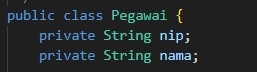 public class Pegawai {
    private String nip;
    private String nama;